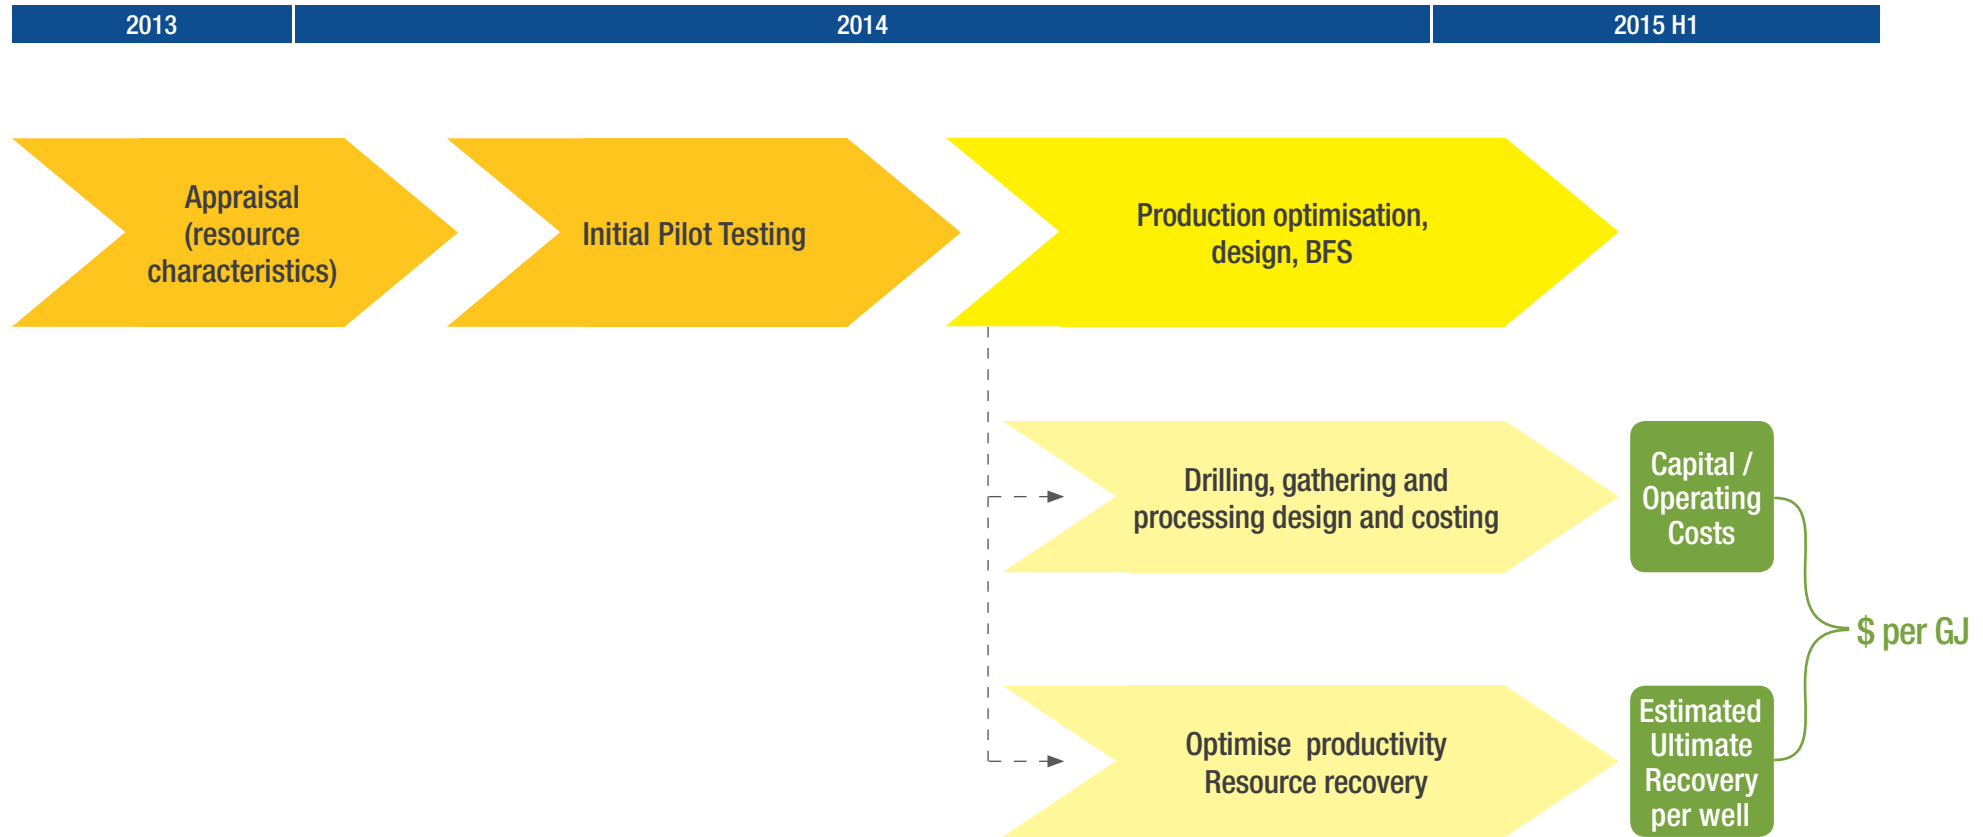 2013
2014
2015 H1
Appraisal
(resource
characteristics)
Initial Pilot Testing
Production optimisation,
design, BFS
Drilling, gathering and
processing design and costing
Capital /
Operating
Costs
$ per GJ
Optimise productivity
Resource recovery
Estimated
Ultimate
Recovery
per well